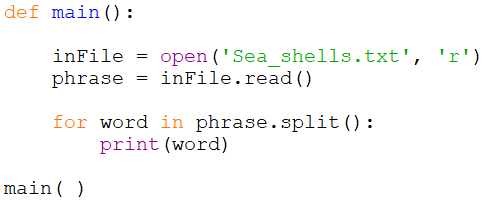 def main():
    inFile = open('Sea_shells.txt', 'r')
    phrase = inFile.read()
    for word in phrase.split():
        print(word)
main( )